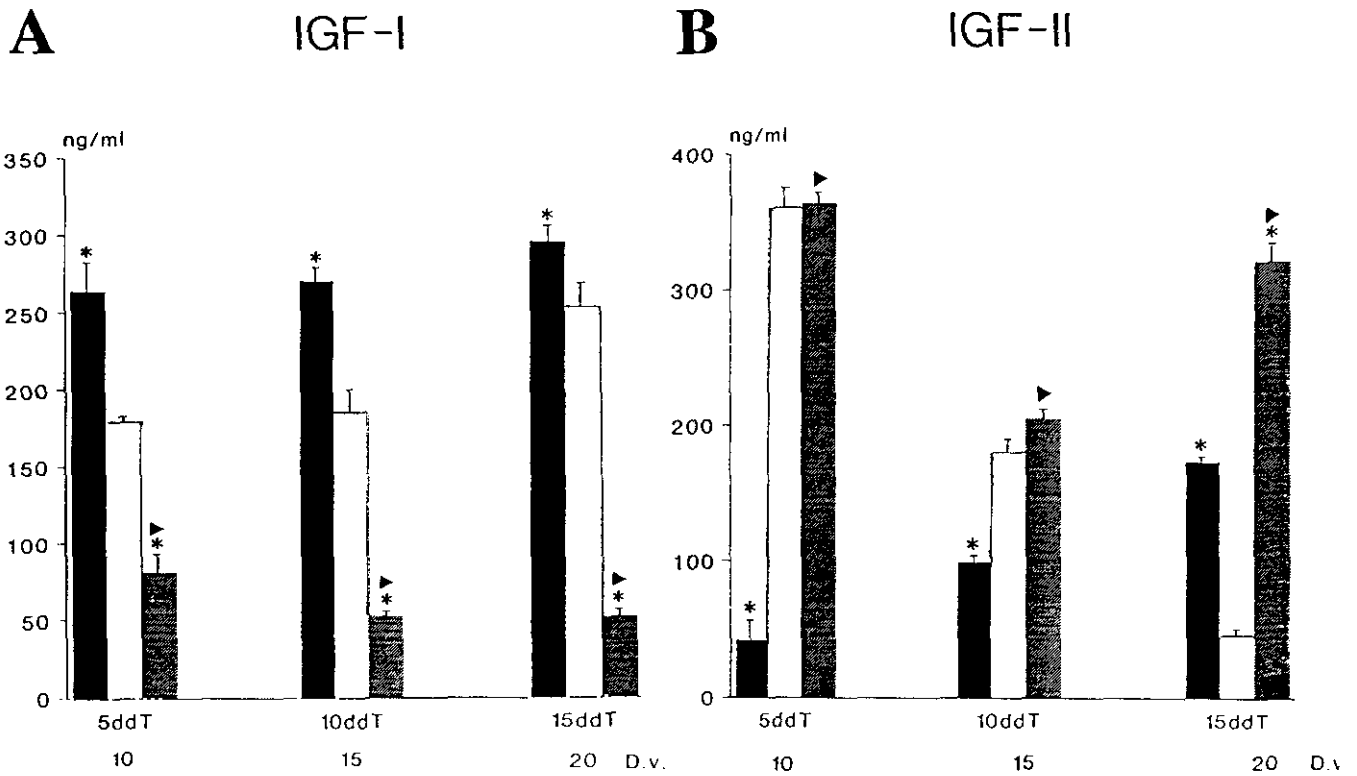 A
IGF-I
ng/ml
350
300
250
200
150
100
50
0
* * *
* * *
5ddT 10ddT 15ddT
10 15 20 D.v.
B
IGF-II
ng/ml
400
300
200
100
0
* * * *
5ddT 10ddT 15ddT
10 15 20 D.v